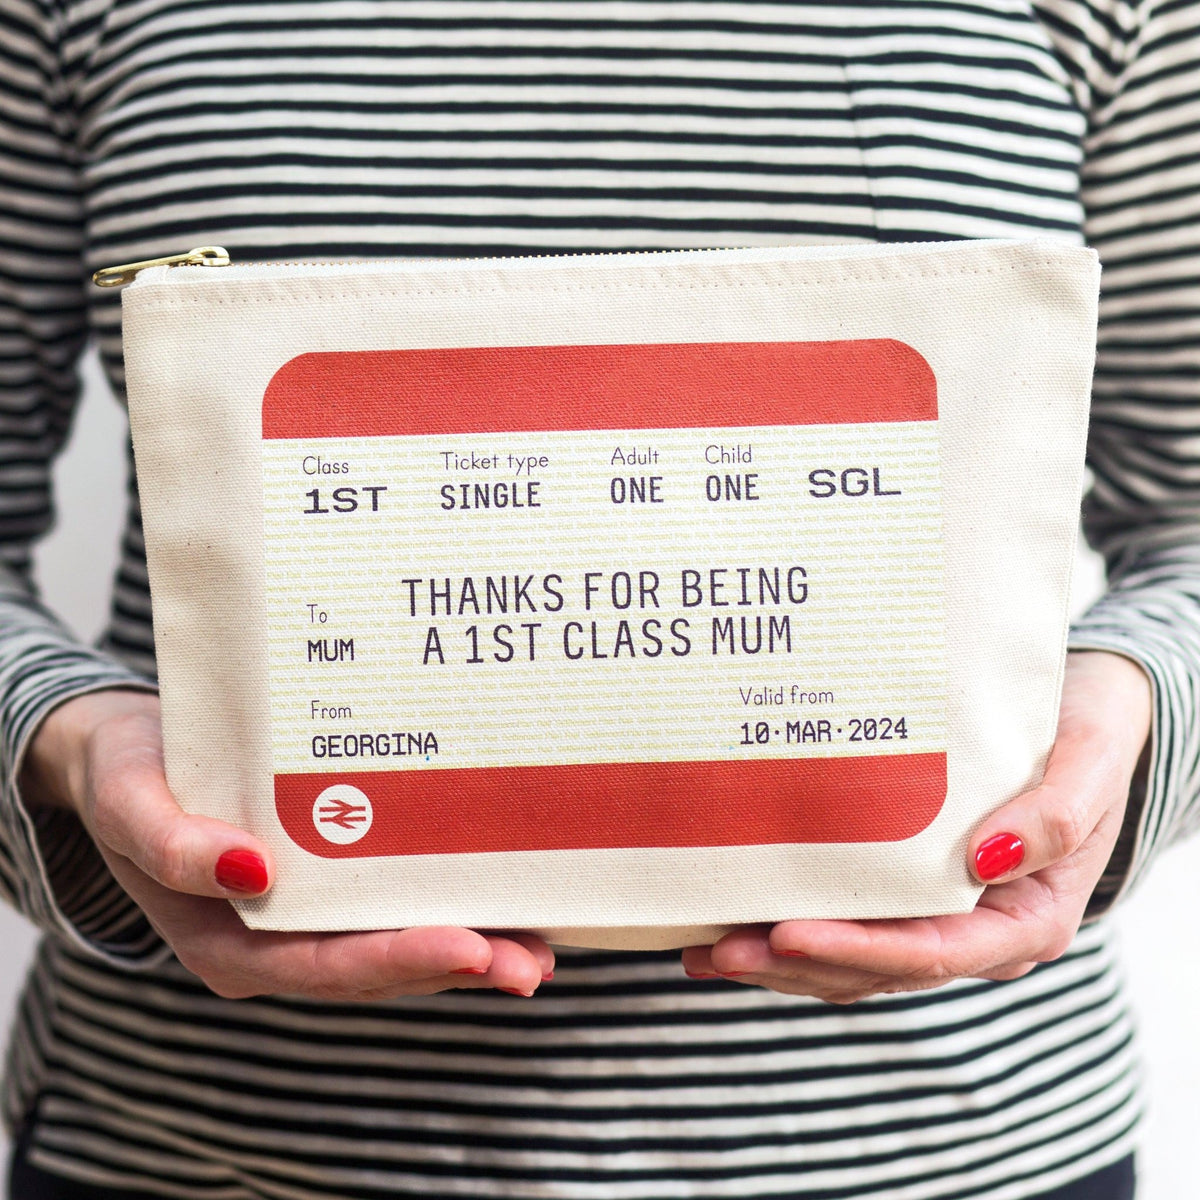 Class Ticket type Adult Child
1ST SINGLE ONE ONE SGL
THANKS FOR BEING
A 1ST CLASS MUM
To
MUM
From
GEORGINA
Valid from
10·MAR·2024